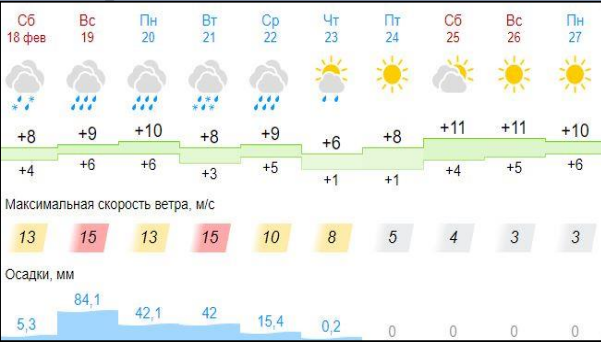 Сб Вс Пн Вт Ср Чт Пт Сб Вс Пн
18 фев 19 20 21 22 23 24 25 26 27
+8 +9 +10 +8 +9 +6 +8 +11 +11 +10
+4 +6 +6 +3 +5 +1 +1 +4 +5 +6
Максимальная скорость ветра, м/с
13 15 13 15 10 8 5 4 3 3
Осадки, мм
5,3 84,1 42,1 42 15,4 0,2 0 0 0 0